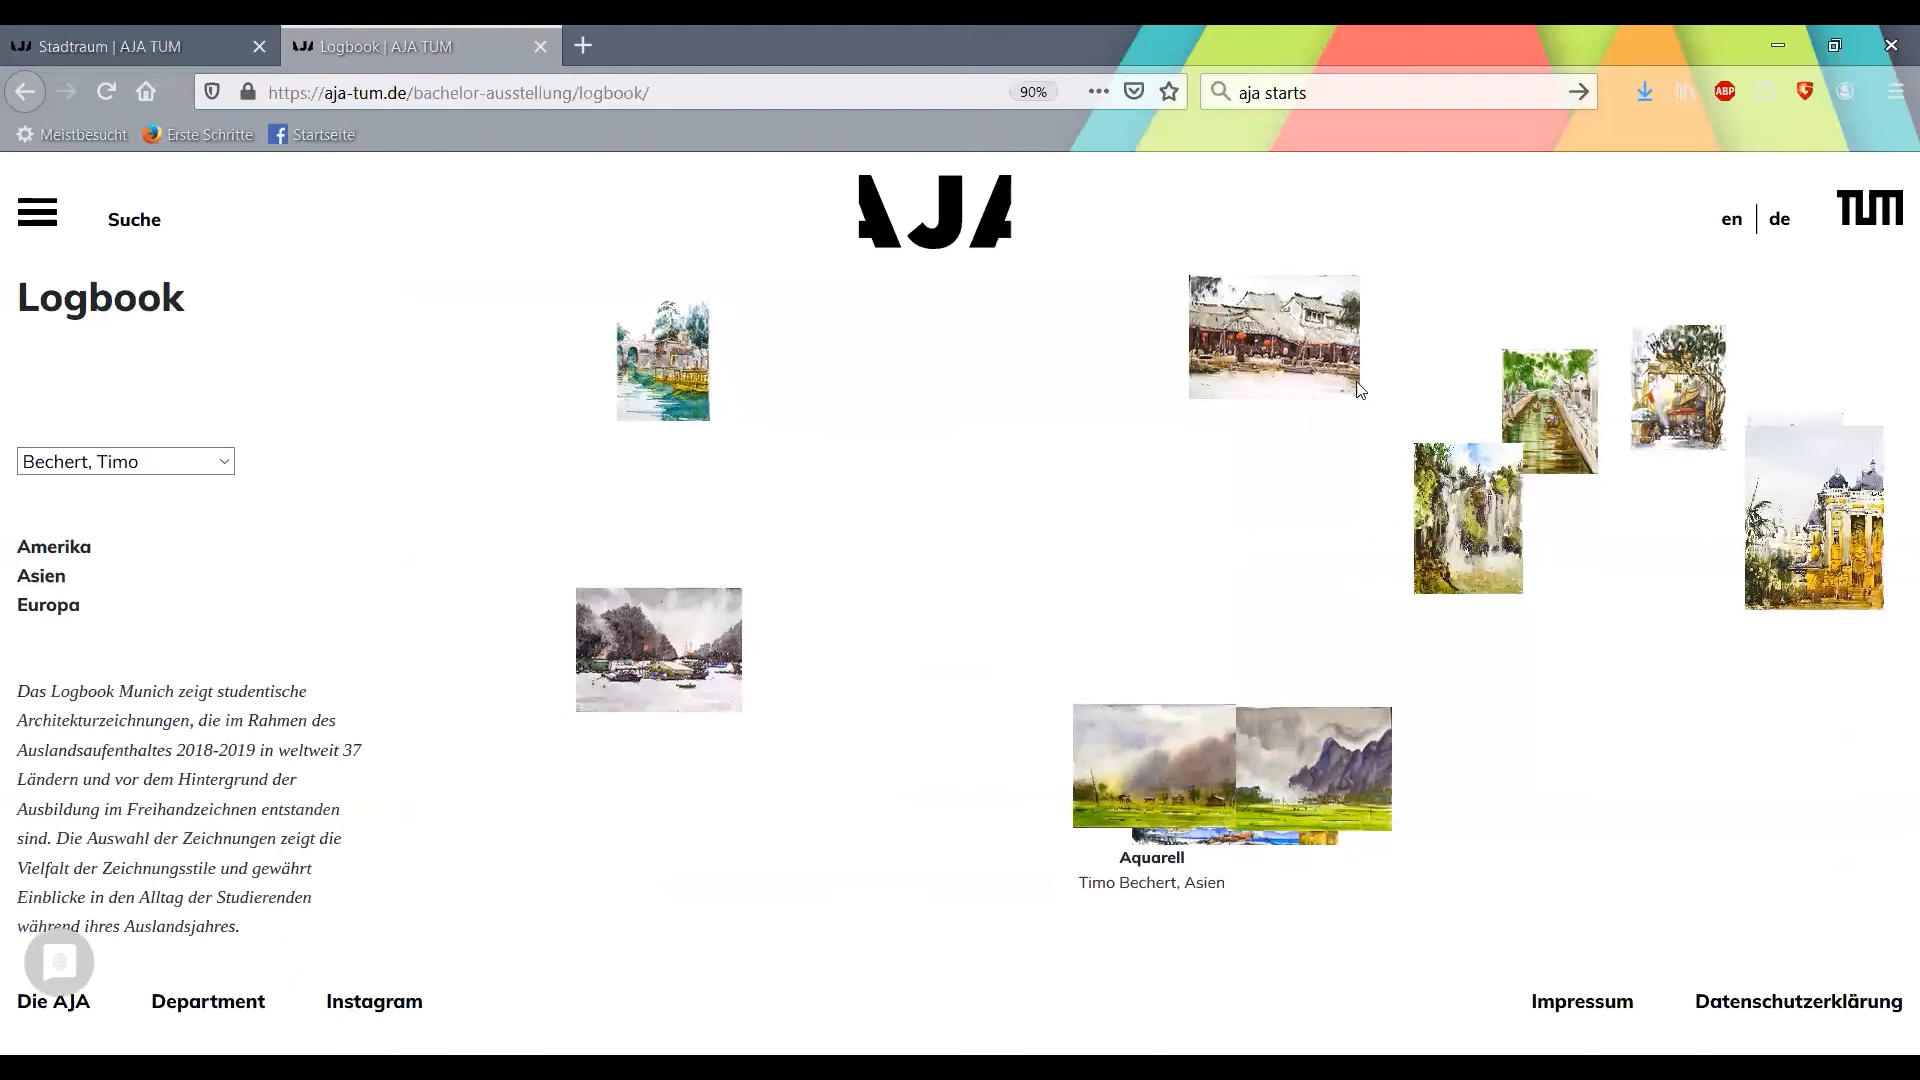 AJA Stadtraum | AJA TUM
AJA Logbook | AJA TUM
https://aja-tum.de/bachelor-ausstellung/logbook/
90%
aja starts
ABP
Meistbesucht
Erste Schritte
Startseite
Suche
AJA
en | de
TUM
Logbook
Bechert, Timo
Amerika
Asien
Europa
Das Logbook Munich zeigt studentische
Architekturzeichnungen, die im Rahmen des
Auslandsaufenthaltes 2018-2019 in weltweit 37
Ländern und vor dem Hintergrund der
Ausbildung im Freihandzeichnen entstanden
sind. Die Auswahl der Zeichnungen zeigt die
Vielfalt der Zeichnungsstile und gewährt
Einblicke in den Alltag der Studierenden
während ihres Auslandsjahres.
Aquarell
Timo Bechert, Asien
Die AJA
Department
Instagram
Impressum
Datenschutzerklärung